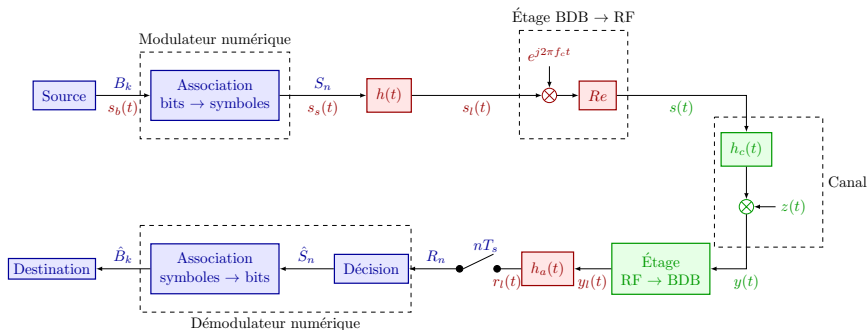 Étage BDB → RF
Modulateur numérique
e^{j2πf_c t}
Source
B_k
s_b(t)
Association
bits → symboles
S_n
s_s(t)
h(t)
s_l(t)
Re
s(t)
h_c(t)
Canal
z(t)
Destination
B̂_k
Association
symboles → bits
Ŝ_n
Décision
R_n
nT_s
r_l(t)
h_a(t)
y_l(t)
Étage
RF → BDB
y(t)
Démodulateur numérique